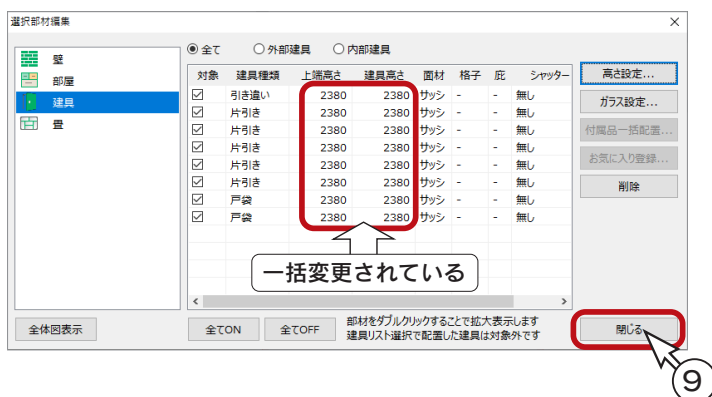 選択部材編集
壁
部屋
建具
畳
全て 外部建具 内部建具
対象 建具種類 上端高さ 建具高さ 面材 格子 庇 シャッター
引き違い 2380 2380 サッシ - - 無し
片引き 2380 2380 サッシ - - 無し
片引き 2380 2380 サッシ - - 無し
片引き 2380 2380 サッシ - - 無し
片引き 2380 2380 サッシ - - 無し
片引き 2380 2380 サッシ - - 無し
戸袋 2380 2380 サッシ - - 無し
戸袋 2380 2380 サッシ - - 無し
一括変更されている
高さ設定...
ガラス設定...
付属品一括配置...
お気に入り登録...
削除
全体図表示
全てON 全てOFF
部材をダブルクリックすることで拡大表示します
建具リスト選択で配置した建具は対象外です
閉じる
⑨